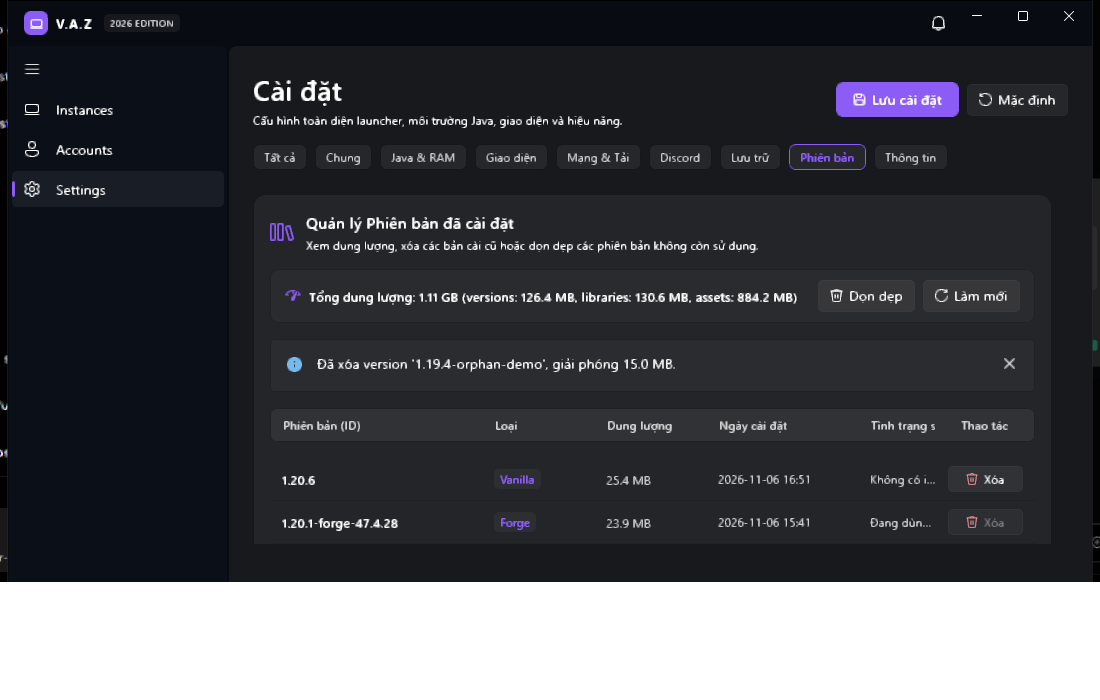 V.A.Z 2026 EDITION
Instances
Accounts
Settings
Cài đặt
Cấu hình toàn diện launcher, môi trường Java, giao diện và hiệu năng.
Lưu cài đặt
Mặc định
Tất cả
Chung
Java & RAM
Giao diện
Mạng & Tải
Discord
Lưu trữ
Phiên bản
Thông tin
Quản lý Phiên bản đã cài đặt
Xem dung lượng, xóa các bản cài cũ hoặc dọn dẹp các phiên bản không còn sử dụng.
Tổng dung lượng: 1.11 GB (versions: 126.4 MB, libraries: 130.6 MB, assets: 884.2 MB)
Dọn dẹp
Làm mới
Đã xóa version '1.19.4-orphan-demo', giải phóng 15.0 MB.
Phiên bản (ID) Loại Dung lượng Ngày cài đặt Tình trạng s Thao tác
1.20.6 Vanilla 25.4 MB 2026-11-06 16:51 Không có i... Xóa
1.20.1-forge-47.4.28 Forge 23.9 MB 2026-11-06 15:41 Đang dùn... Xóa